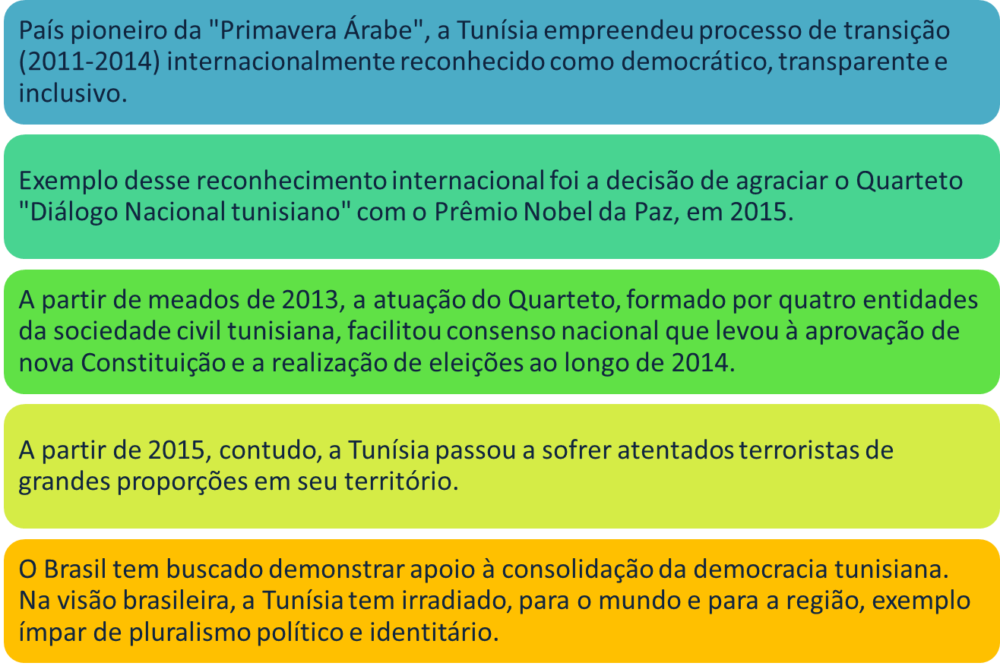 País pioneiro da "Primavera Árabe", a Tunísia empreendeu processo de transição
(2011-2014) internacionalmente reconhecido como democrático, transparente e
inclusivo.
Exemplo desse reconhecimento internacional foi a decisão de agraciar o Quarteto
"Diálogo Nacional tunisiano" com o Prêmio Nobel da Paz, em 2015.
A partir de meados de 2013, a atuação do Quarteto, formado por quatro entidades
da sociedade civil tunisiana, facilitou consenso nacional que levou à aprovação de
nova Constituição e a realização de eleições ao longo de 2014.
A partir de 2015, contudo, a Tunísia passou a sofrer atentados terroristas de
grandes proporções em seu território.
O Brasil tem buscado demonstrar apoio à consolidação da democracia tunisiana.
Na visão brasileira, a Tunísia tem irradiado, para o mundo e para a região, exemplo
ímpar de pluralismo político e identitário.